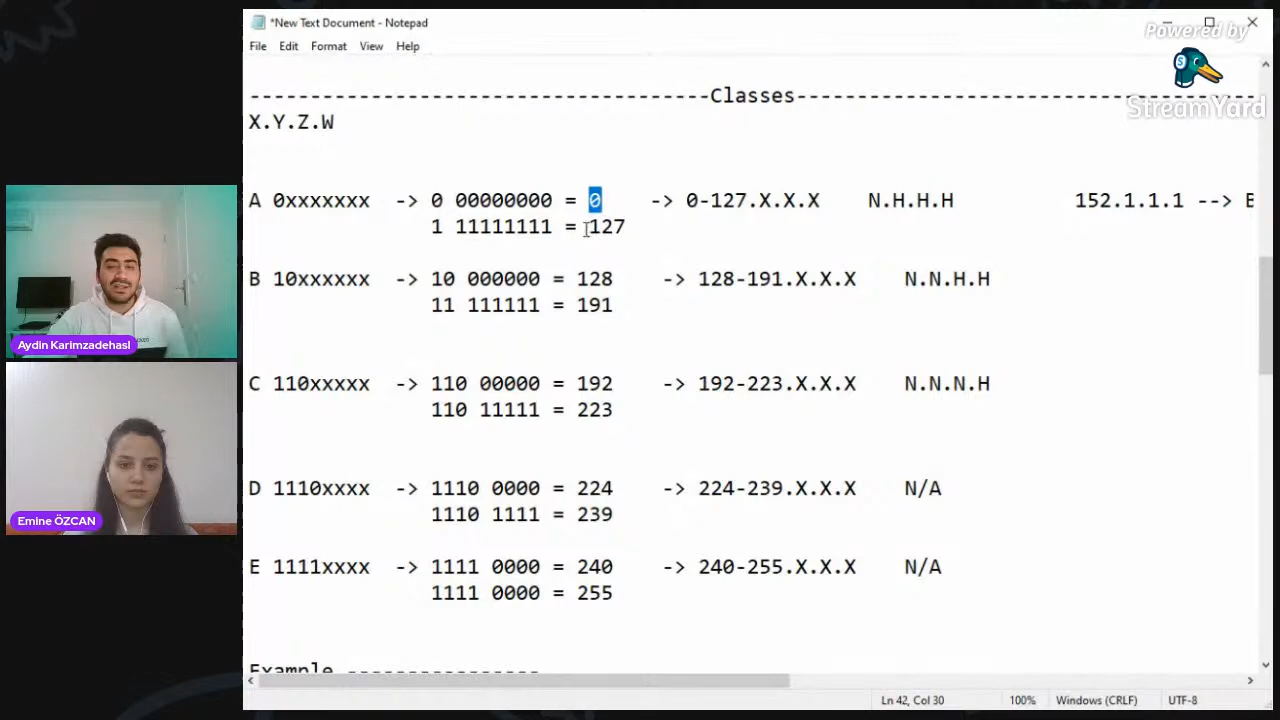 *New Text Document - Notepad
File Edit Format View Help
Powered by
StreamYard
--------------------------------------Classes--------------------------------------
X.Y.Z.W
A 0xxxxxxx -> 0 00000000 = 0 -> 0-127.X.X.X N.H.H.H 152.1.1.1 --> B
1 11111111 = 127
B 10xxxxxx -> 10 000000 = 128 -> 128-191.X.X.X N.N.H.H
11 111111 = 191
C 110xxxxx -> 110 00000 = 192 -> 192-223.X.X.X N.N.N.H
110 11111 = 223
D 1110xxxx -> 1110 0000 = 224 -> 224-239.X.X.X N/A
1110 1111 = 239
E 1111xxxx -> 1111 0000 = 240 -> 240-255.X.X.X N/A
1111 0000 = 255
Example ----------------
Ln 42, Col 30 100% Windows (CRLF) UTF-8
Aydin Karimzadehasl
Emine ÖZCAN